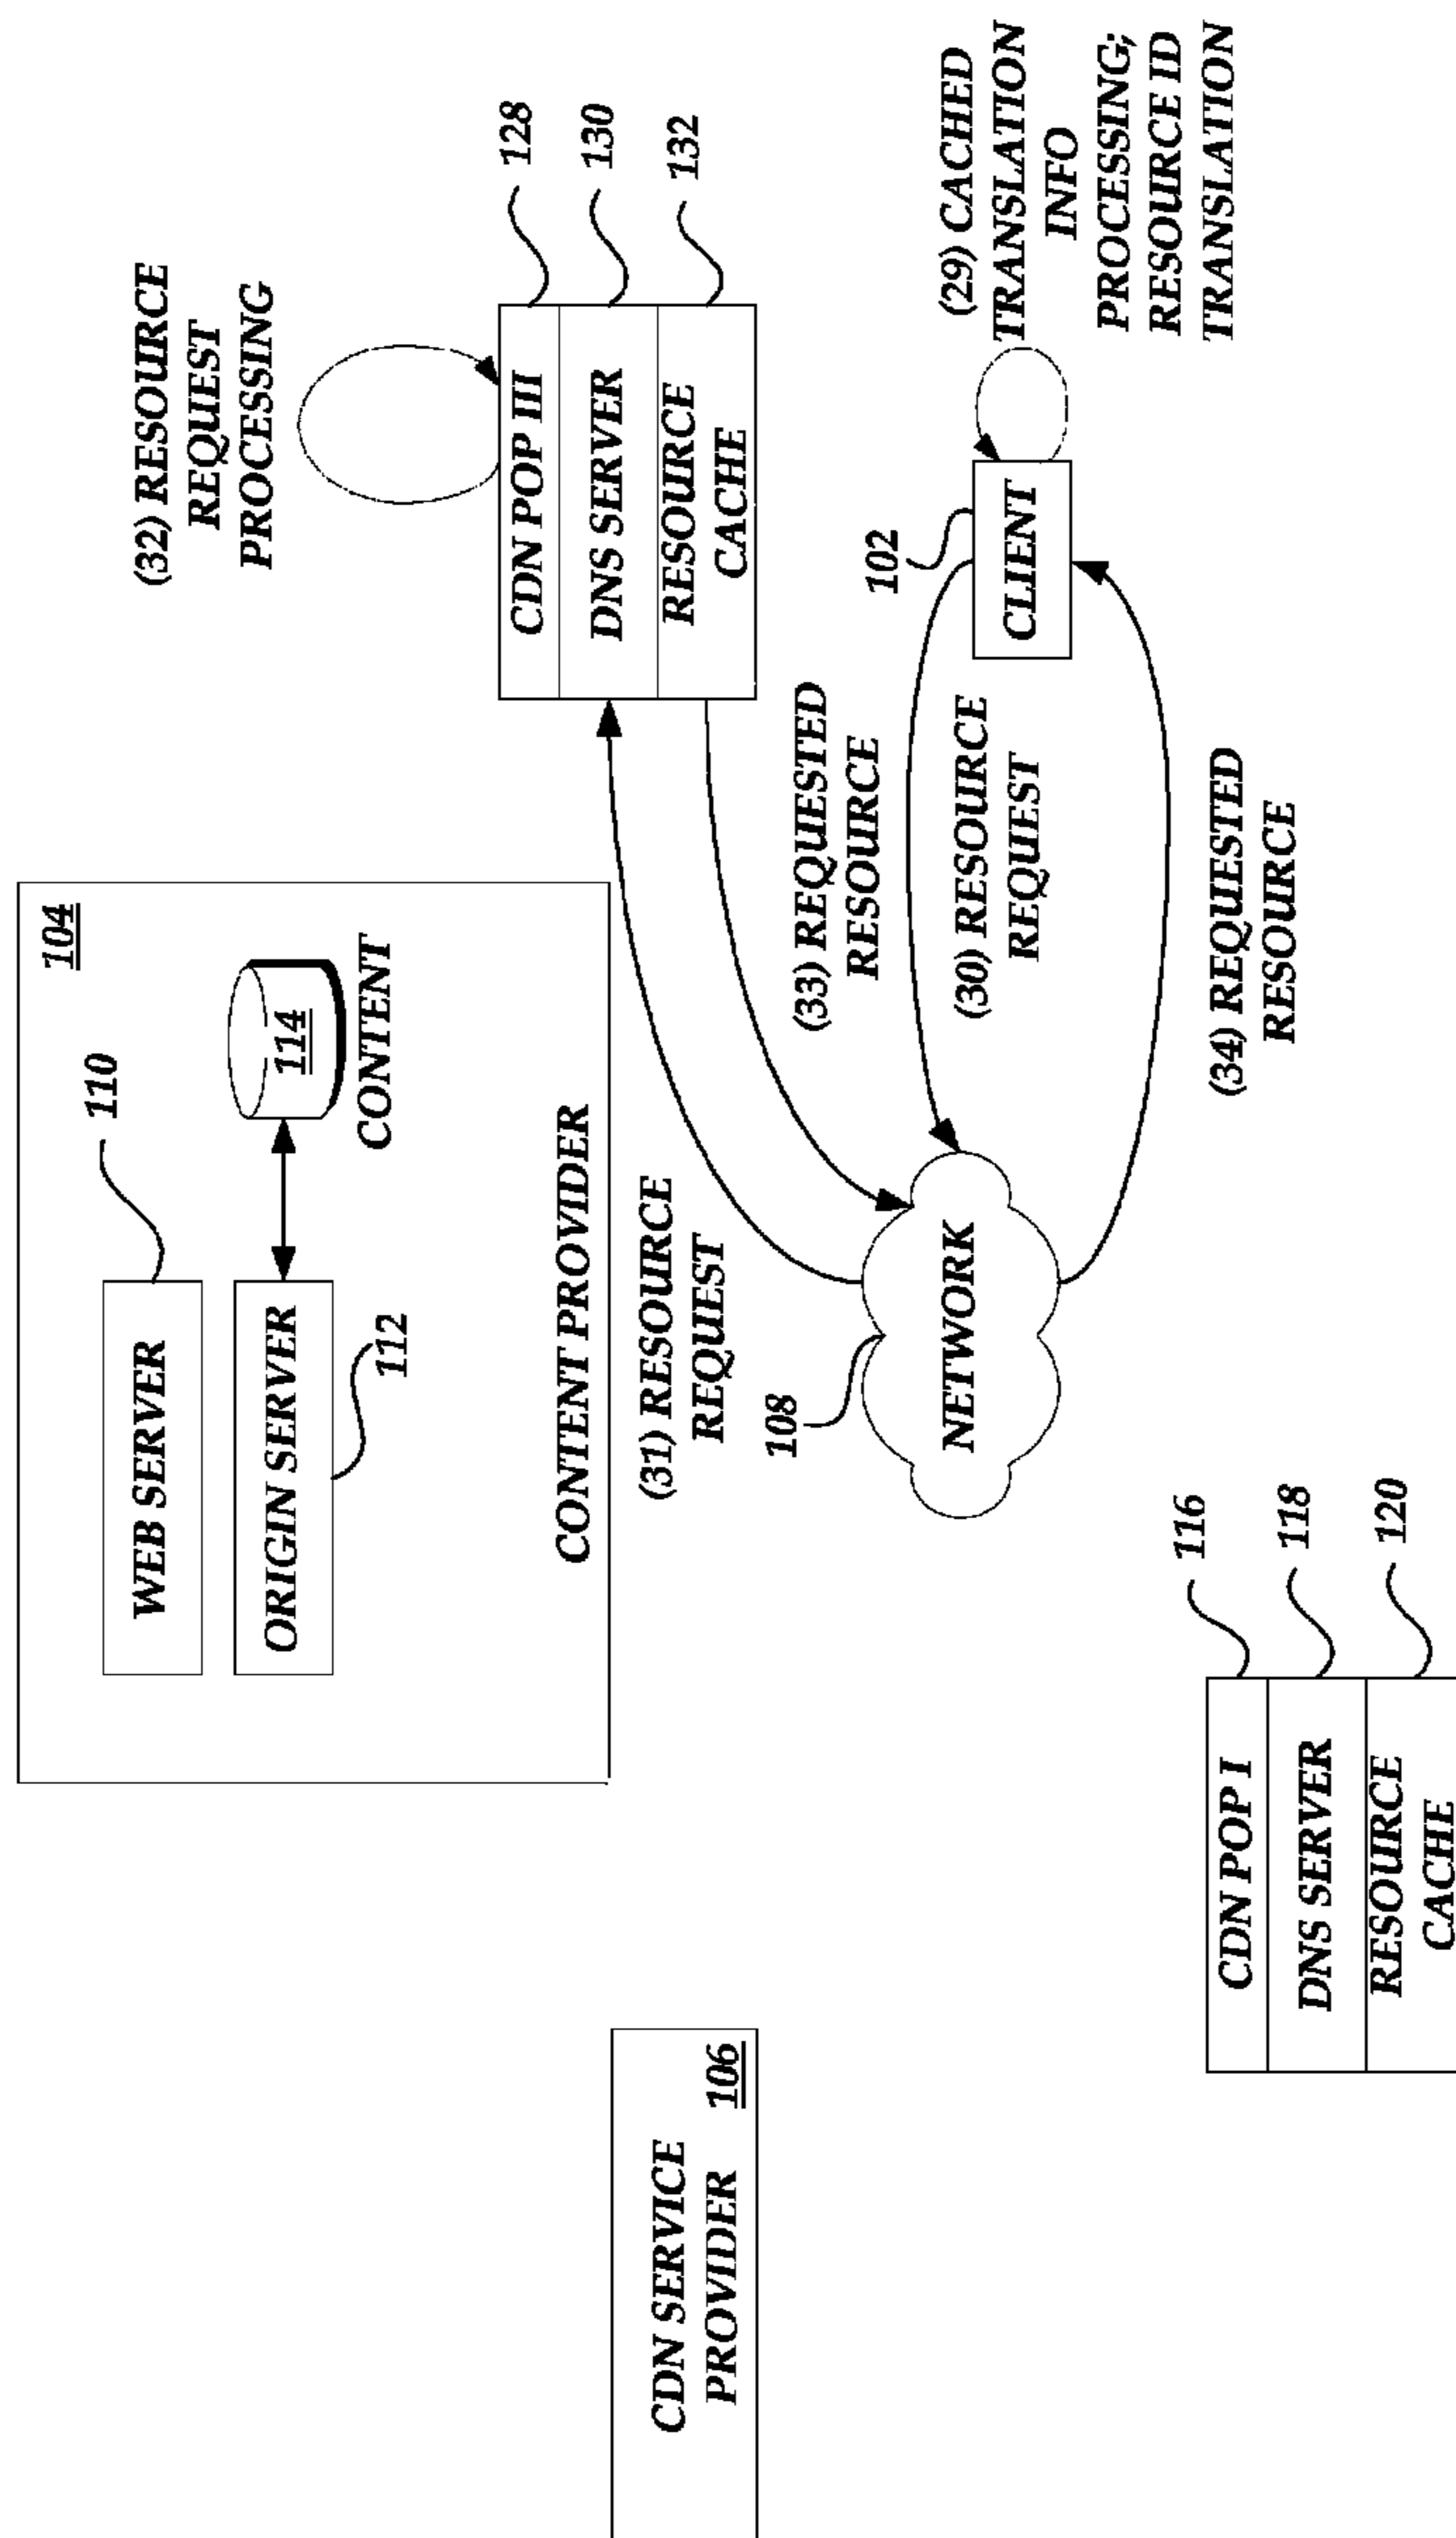 104
110
WEB SERVER
ORIGIN SERVER
112
114
CONTENT
CONTENT PROVIDER
(32) RESOURCE
REQUEST
PROCESSING
128
130
132
CDN POP III
DNS SERVER
RESOURCE
CACHE
CDN SERVICE
PROVIDER
106
(31) RESOURCE
REQUEST
(33) REQUESTED
RESOURCE
108
NETWORK
(30) RESOURCE
REQUEST
102
CLIENT
(29) CACHED
TRANSLATION
INFO
PROCESSING;
RESOURCE ID
TRANSLATION
(34) REQUESTED
RESOURCE
116
118
120
CDN POP I
DNS SERVER
RESOURCE
CACHE